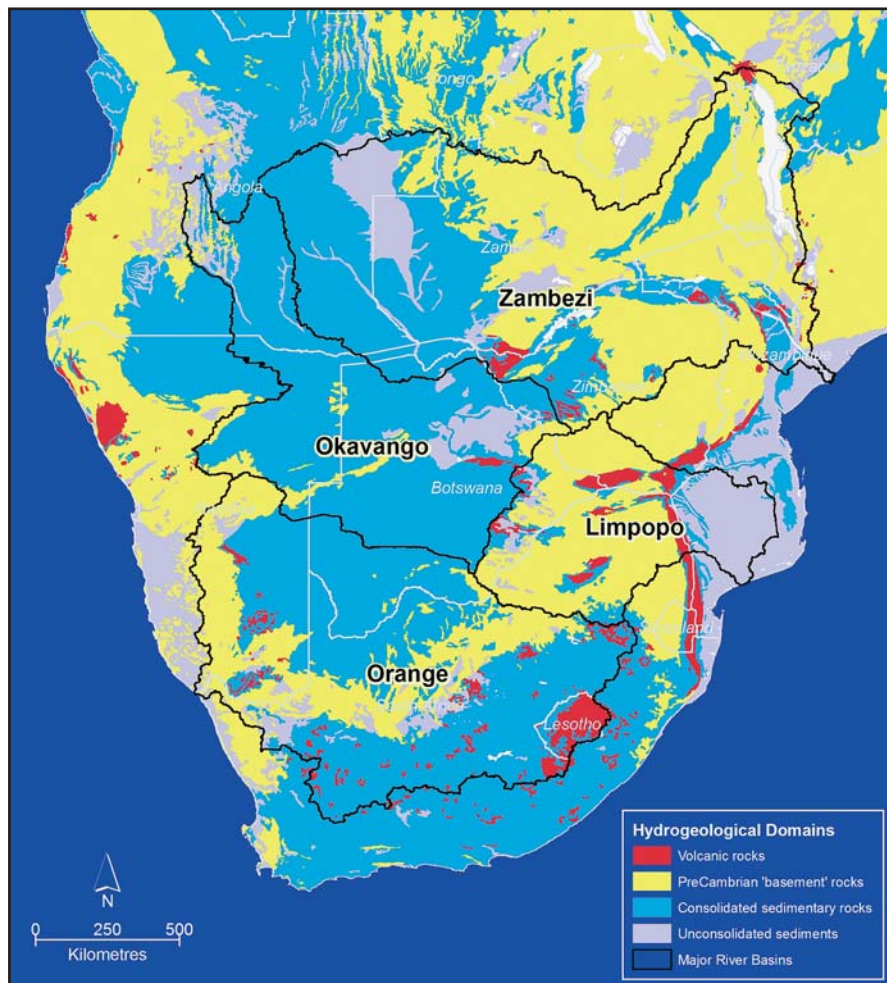 Angola
Zambezi
Okavango
Botswana
Limpopo
Orange
Lesotho
Hydrogeological Domains
Volcanic rocks
PreCambrian 'basement' rocks
Consolidated sedimentary rocks
Unconsolidated sediments
Major River Basins
N
0 250 500
Kilometres